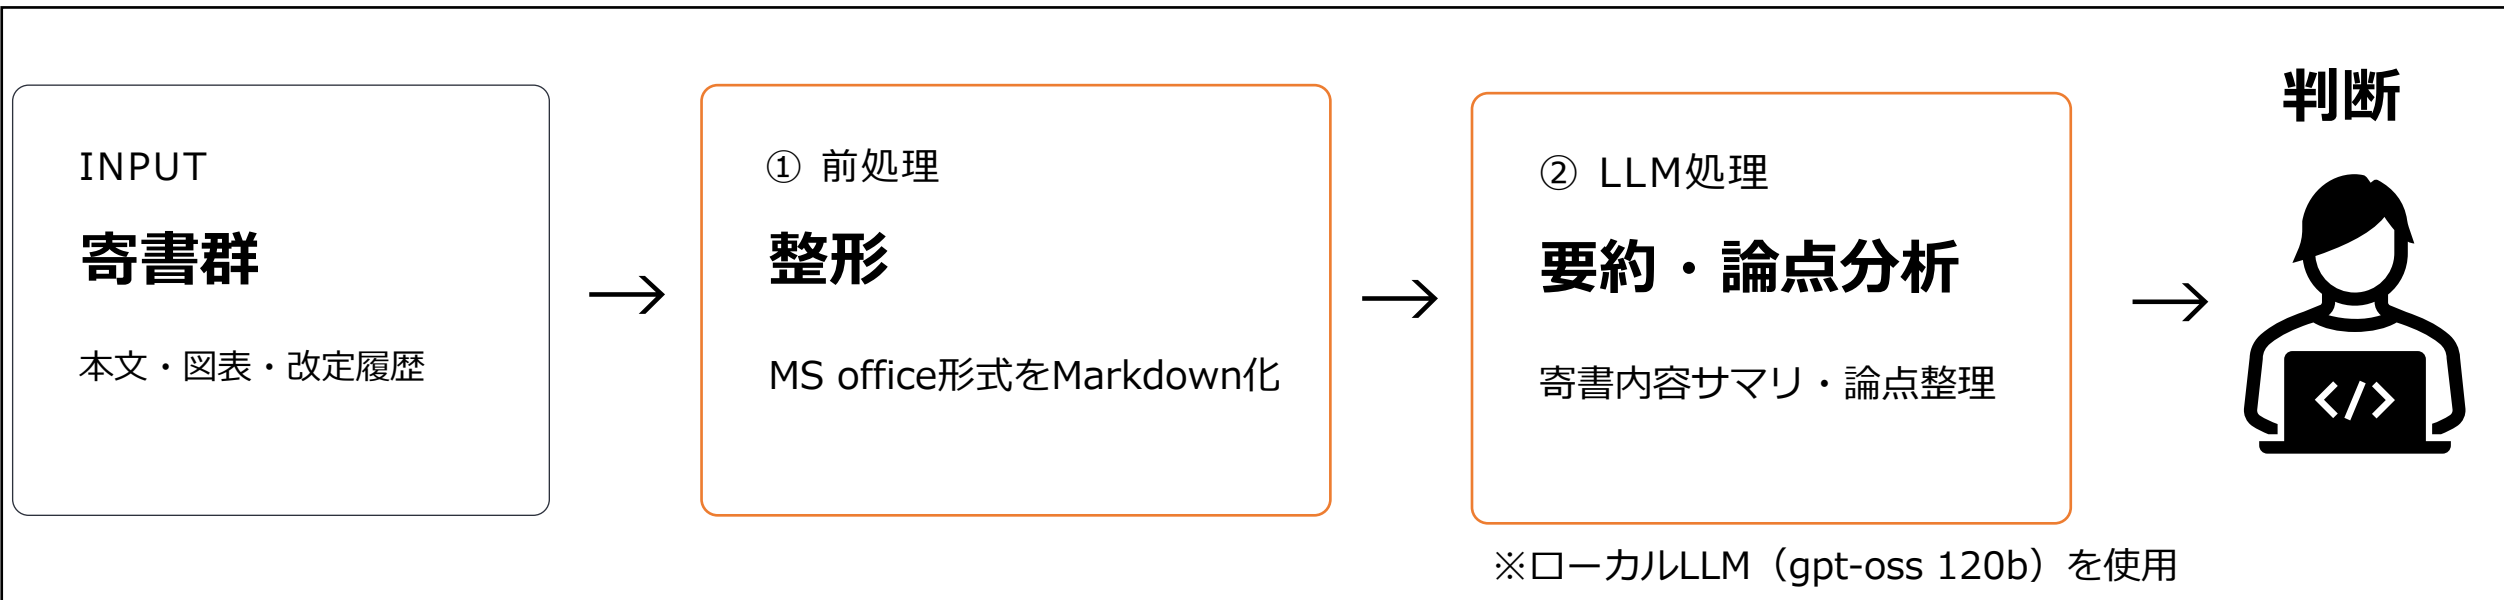 INPUT
寄書群
本文・図表・改定履歴
→
① 前処理
整形
MS office形式をMarkdown化
→
② LLM処理
要約・論点分析
寄書内容サマリ・論点整理
※ローカルLLM（gpt-oss 120b）を使用
→
判断
</>